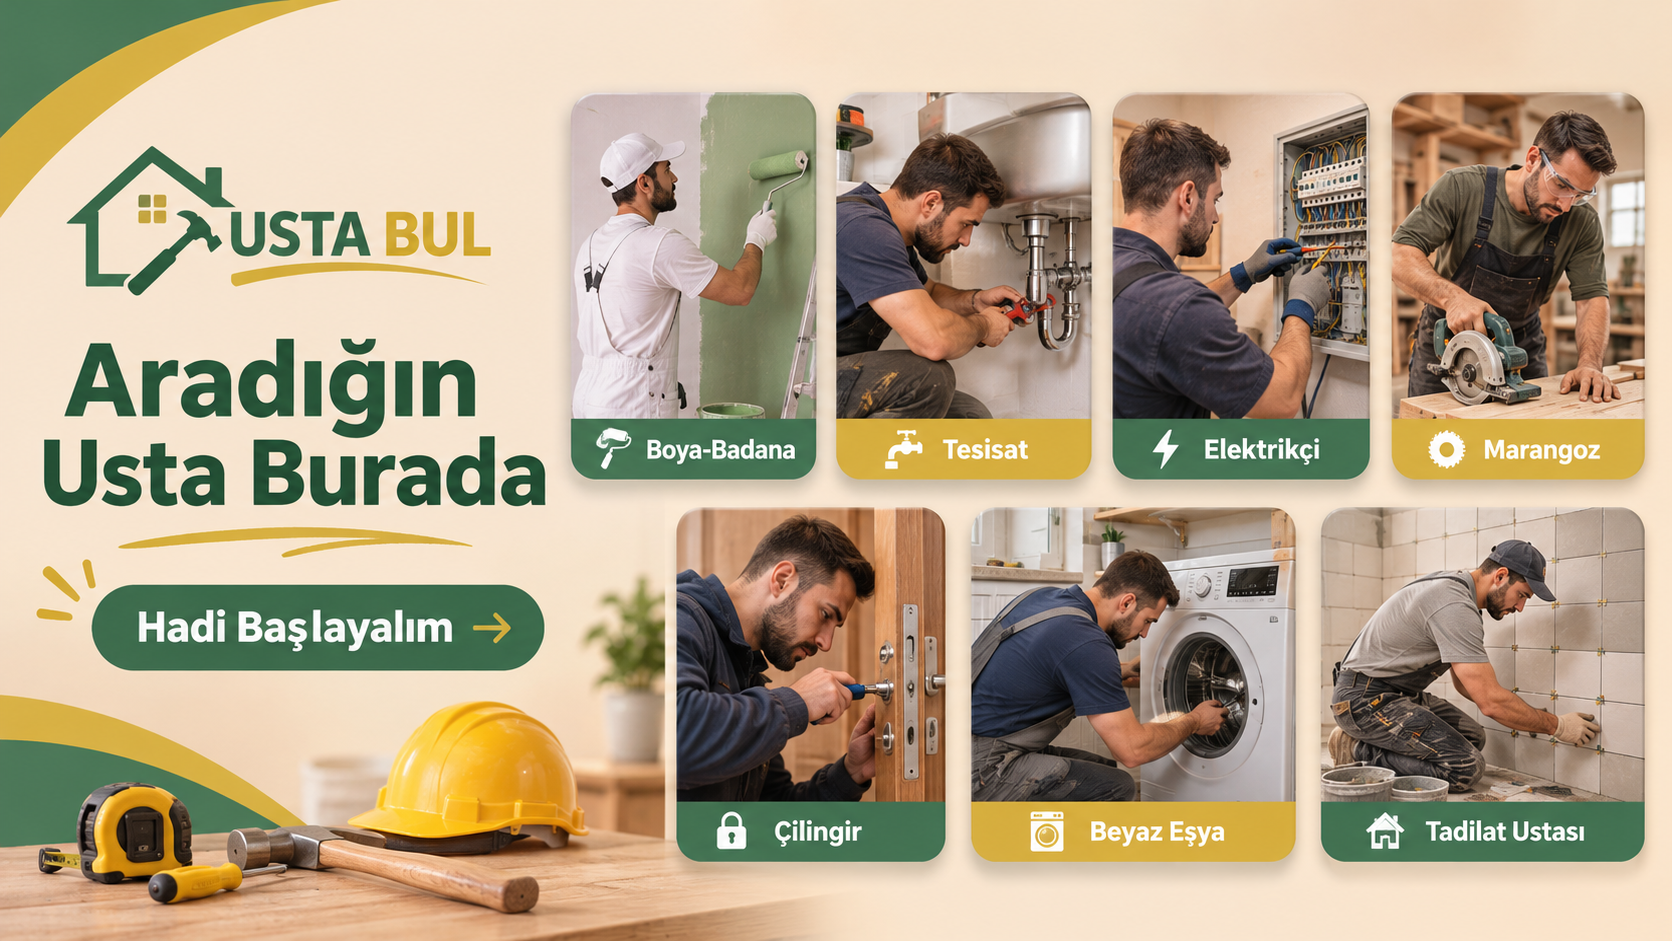 USTA BUL
Aradığın
Usta Burada
Hadi Başlayalım
Boya-Badana
Tesisat
Elektrikçi
Marangoz
Çilingir
Beyaz Eşya
Tadilat Ustası